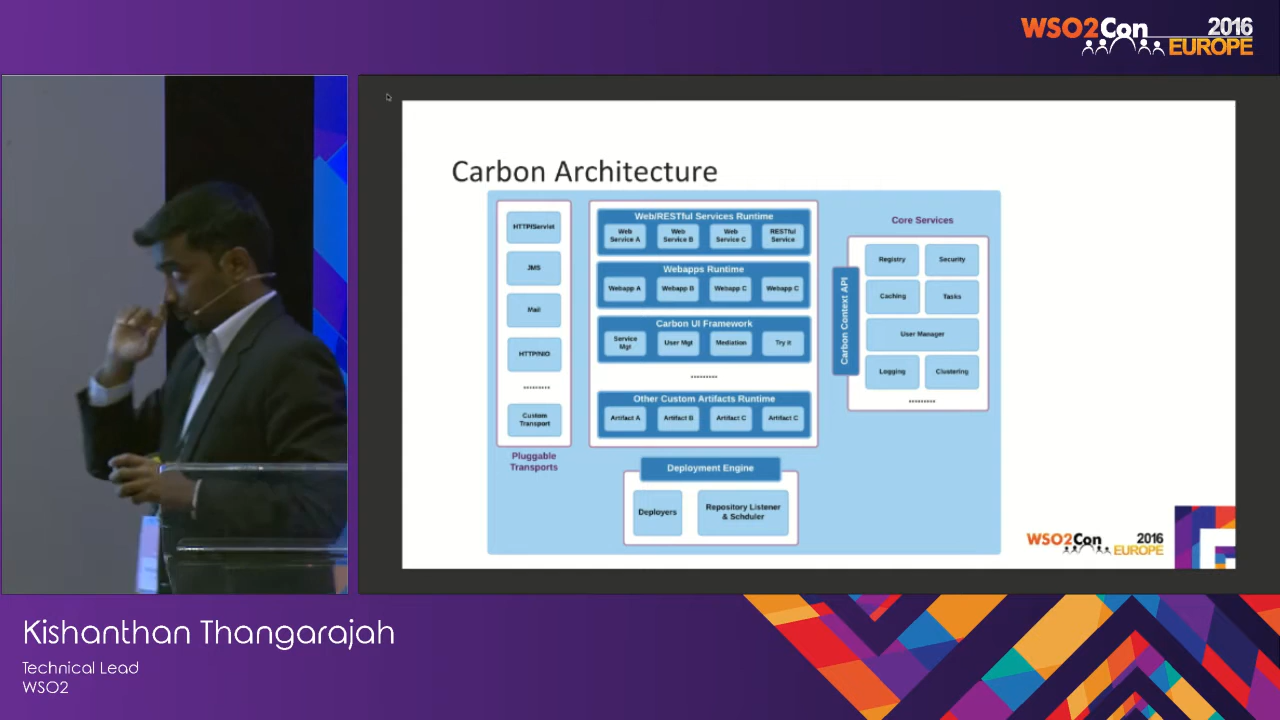 WSO2Con 2016
EUROPE
Carbon Architecture
HTTP/Servlet
JMS
Mail
HTTP/NIO
.........
Custom
Transport
Pluggable
Transports
Web/RESTful Services Runtime
Web
Service A
Web
Service B
Web
Service C
RESTful
Service
Webapps Runtime
Webapp A
Webapp B
Webapp C
Webapp C
Carbon UI Framework
Service
Mgt
User Mgt
Mediation
Try it
.........
Other Custom Artifacts Runtime
Artifact A
Artifact B
Artifact C
Artifact C
Deployment Engine
Deployers
Repository Listener
& Schduler
Core Services
Carbon Context API
Registry
Security
Caching
Tasks
User Manager
Logging
Clustering
.........
WSO2Con 2016
EUROPE
Kishanthan Thangarajah
Technical Lead
WSO2